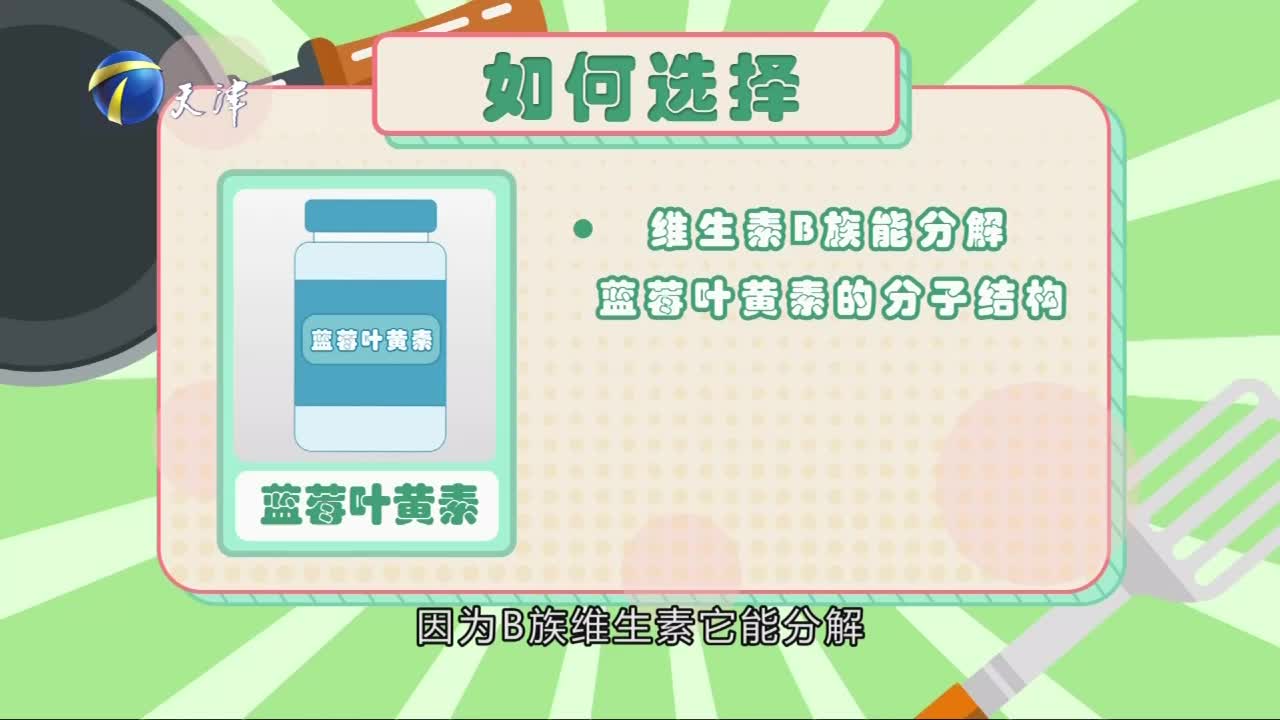 天津
如何选择
维生素B族能分解
蓝莓叶黄素的分子结构
蓝莓叶黄素
蓝莓叶黄素
因为B族维生素它能分解